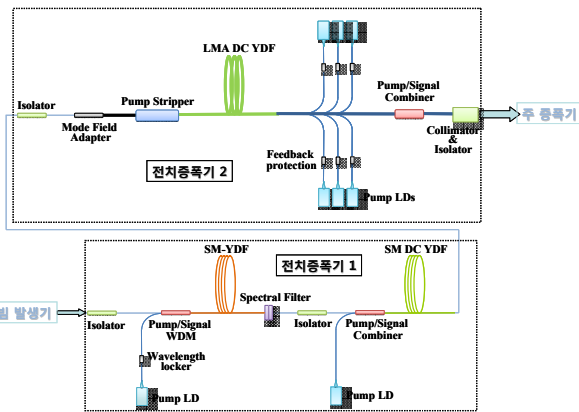 LMA DC YDF
Isolator
Pump Stripper
Pump/Signal
Combiner
주 증폭기
Mode Field
Adapter
Collimator
&
Isolator
전치증폭기 2
Feedback
protection
Pump LDs
SM-YDF
전치증폭기 1
SM DC YDF
Spectral Filter
빔 발생기
Isolator
Pump/Signal
WDM
Isolator
Pump/Signal
Combiner
Wavelength
locker
Pump LD
Pump LD